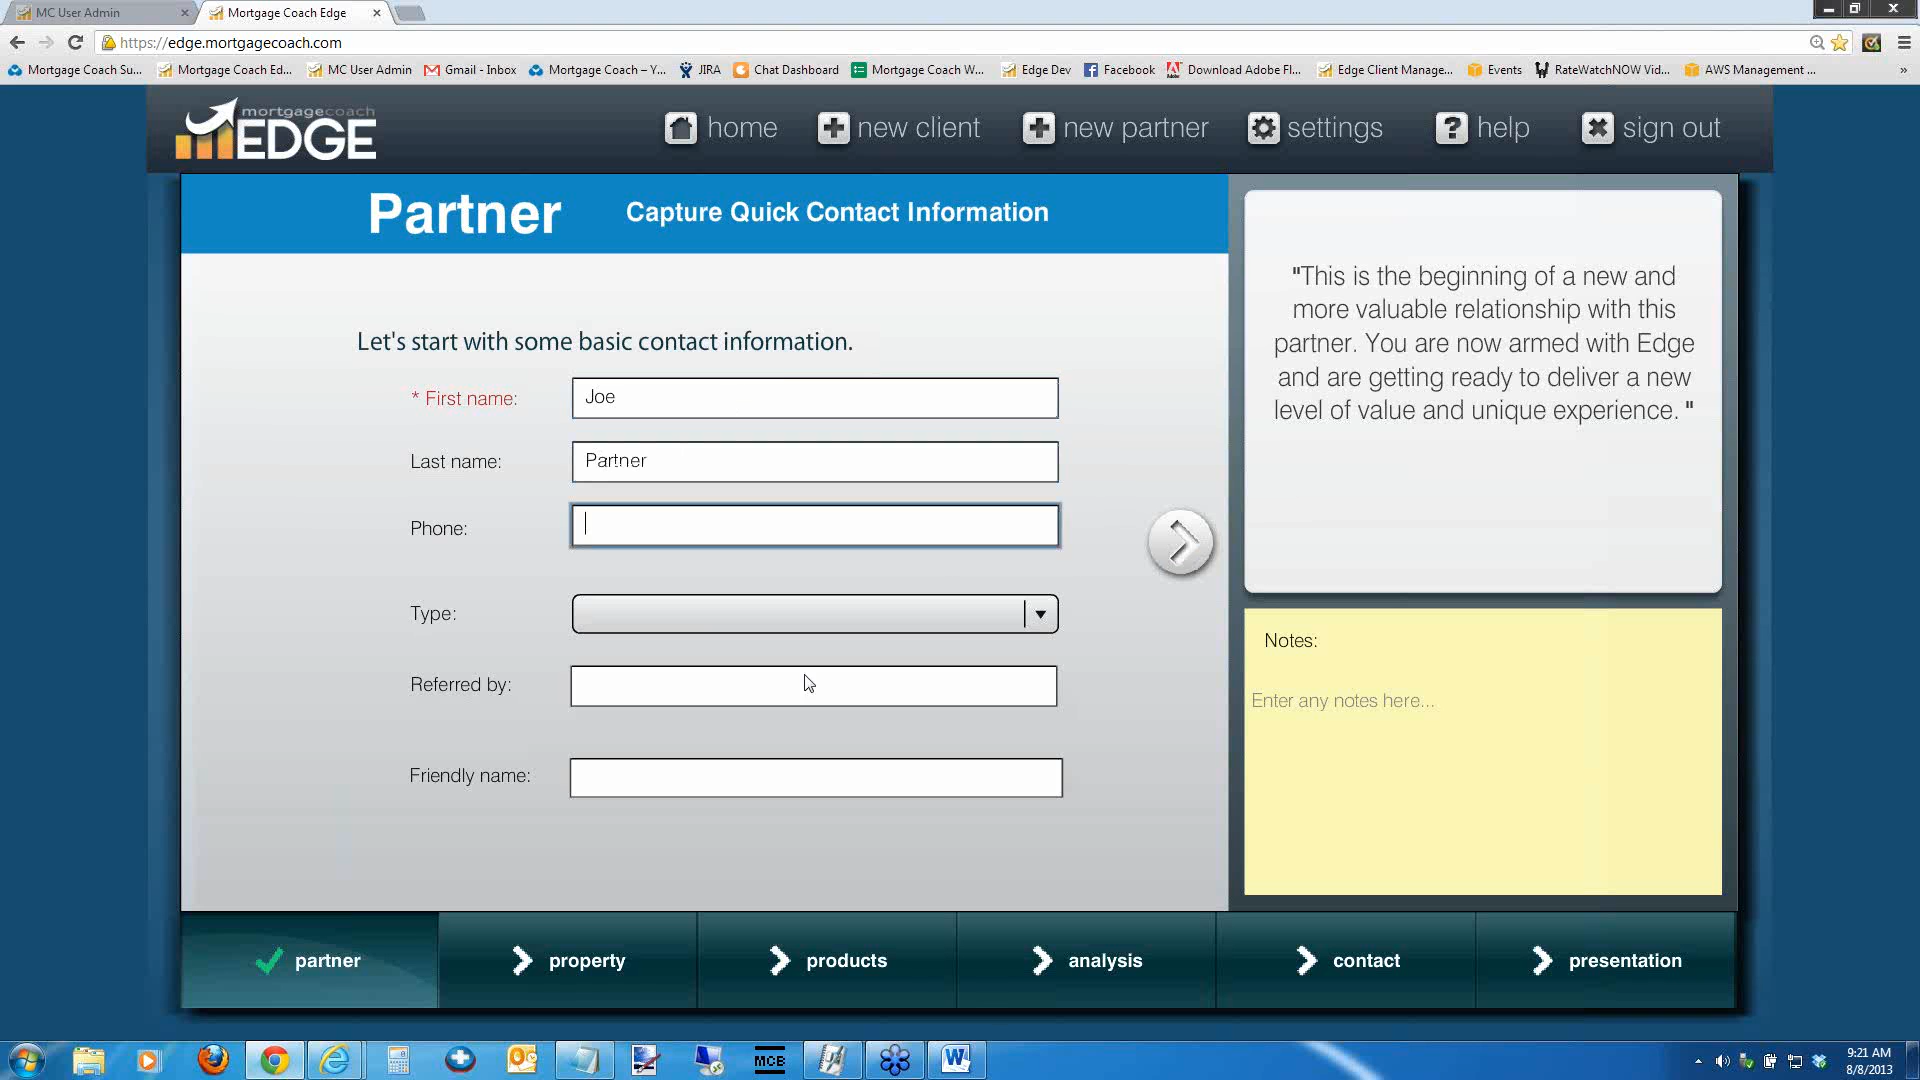 MC User Admin
Mortgage Coach Edge
https://edge.mortgagecoach.com
Mortgage Coach Su...
Mortgage Coach Ed...
MC User Admin
Gmail - Inbox
Mortgage Coach – Y...
JIRA
Chat Dashboard
Mortgage Coach W...
Edge Dev
Facebook
Download Adobe Fl...
Edge Client Manage...
Events
RateWatchNOW Vid...
AWS Management ...
»
mortgagecoach
EDGE
home
new client
new partner
settings
help
sign out
Partner
Capture Quick Contact Information
Let's start with some basic contact information.
* First name:
Joe
Last name:
Partner
Phone:
Type:
Referred by:
Friendly name:
"This is the beginning of a new and
more valuable relationship with this
partner. You are now armed with Edge
and are getting ready to deliver a new
level of value and unique experience. "
Notes:
Enter any notes here...
partner
property
products
analysis
contact
presentation
MCB
9:21 AM
8/8/2013